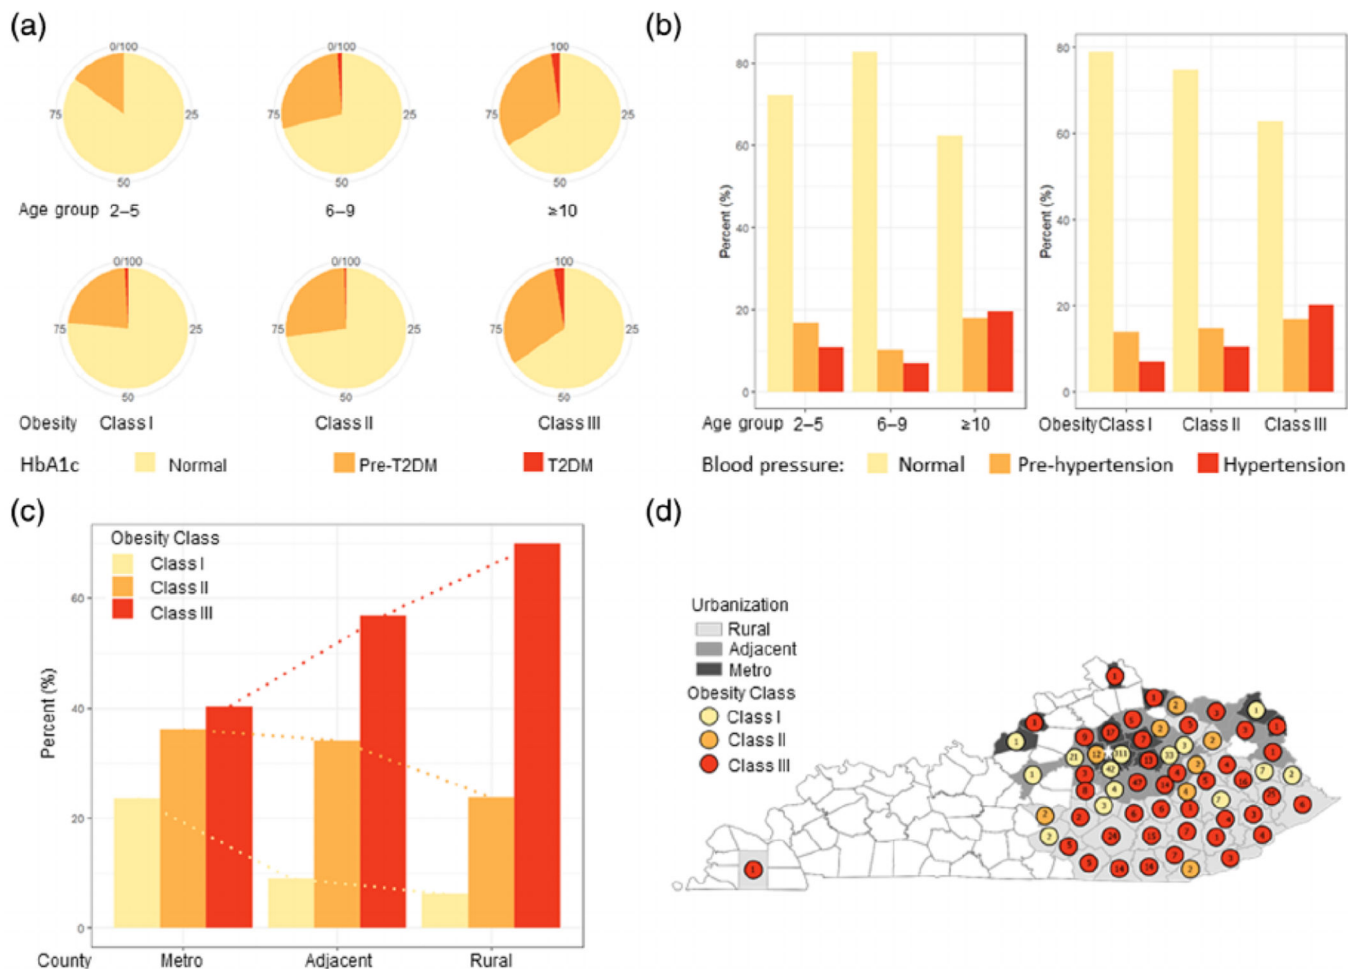 (a)
0/100 0/100 100
75 25 75 25 75 25
50 50 50
Age group 2–5 6–9 ≥10
0/100 0/100 100
75 25 75 25 75 25
50 50 50
Obesity Class I Class II Class III
HbA1c Normal Pre-T2DM T2DM
(b)
Percent (%)
80
60
40
20
0
Percent (%)
80
60
40
20
0
Age group 2–5 6–9 ≥10
Obesity Class I Class II Class III
Blood pressure: Normal Pre-hypertension Hypertension
(c)
Obesity Class
Class I
Class II
Class III
Percent (%)
60
40
20
0
County Metro Adjacent Rural
(d)
Urbanization
Rural
Adjacent
Metro
Obesity Class
Class I
Class II
Class III